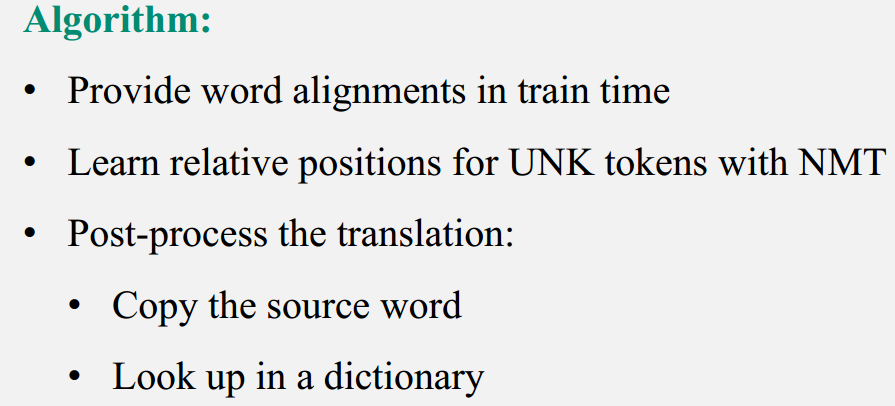 Algorithm:
• Provide word alignments in train time
• Learn relative positions for UNK tokens with NMT
• Post-process the translation:
• Copy the source word
• Look up in a dictionary